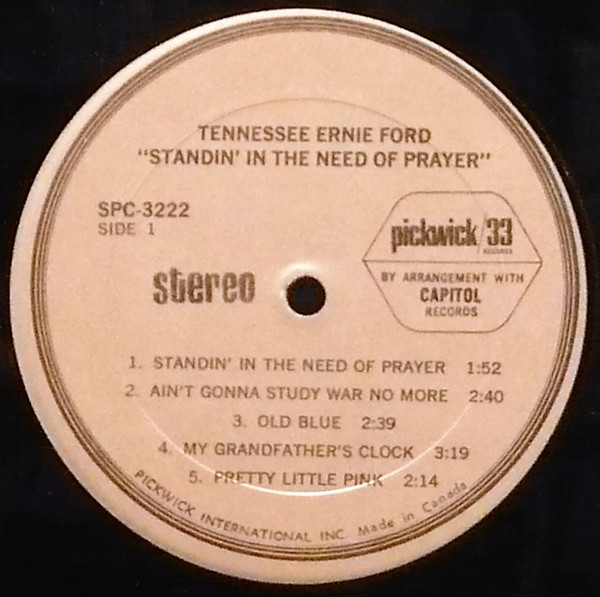 TENNESSEE ERNIE FORD
"STANDIN' IN THE NEED OF PRAYER"
SPC-3222
SIDE 1
stereo
pickwick/33
RECORDS
BY ARRANGEMENT WITH
CAPITOL
RECORDS
1. STANDIN' IN THE NEED OF PRAYER 1:52
2. AIN'T GONNA STUDY WAR NO MORE 2:40
3. OLD BLUE 2:39
4. MY GRANDFATHER'S CLOCK 3:19
5. PRETTY LITTLE PINK 2:14
PICKWICK INTERNATIONAL INC. Made in Canada